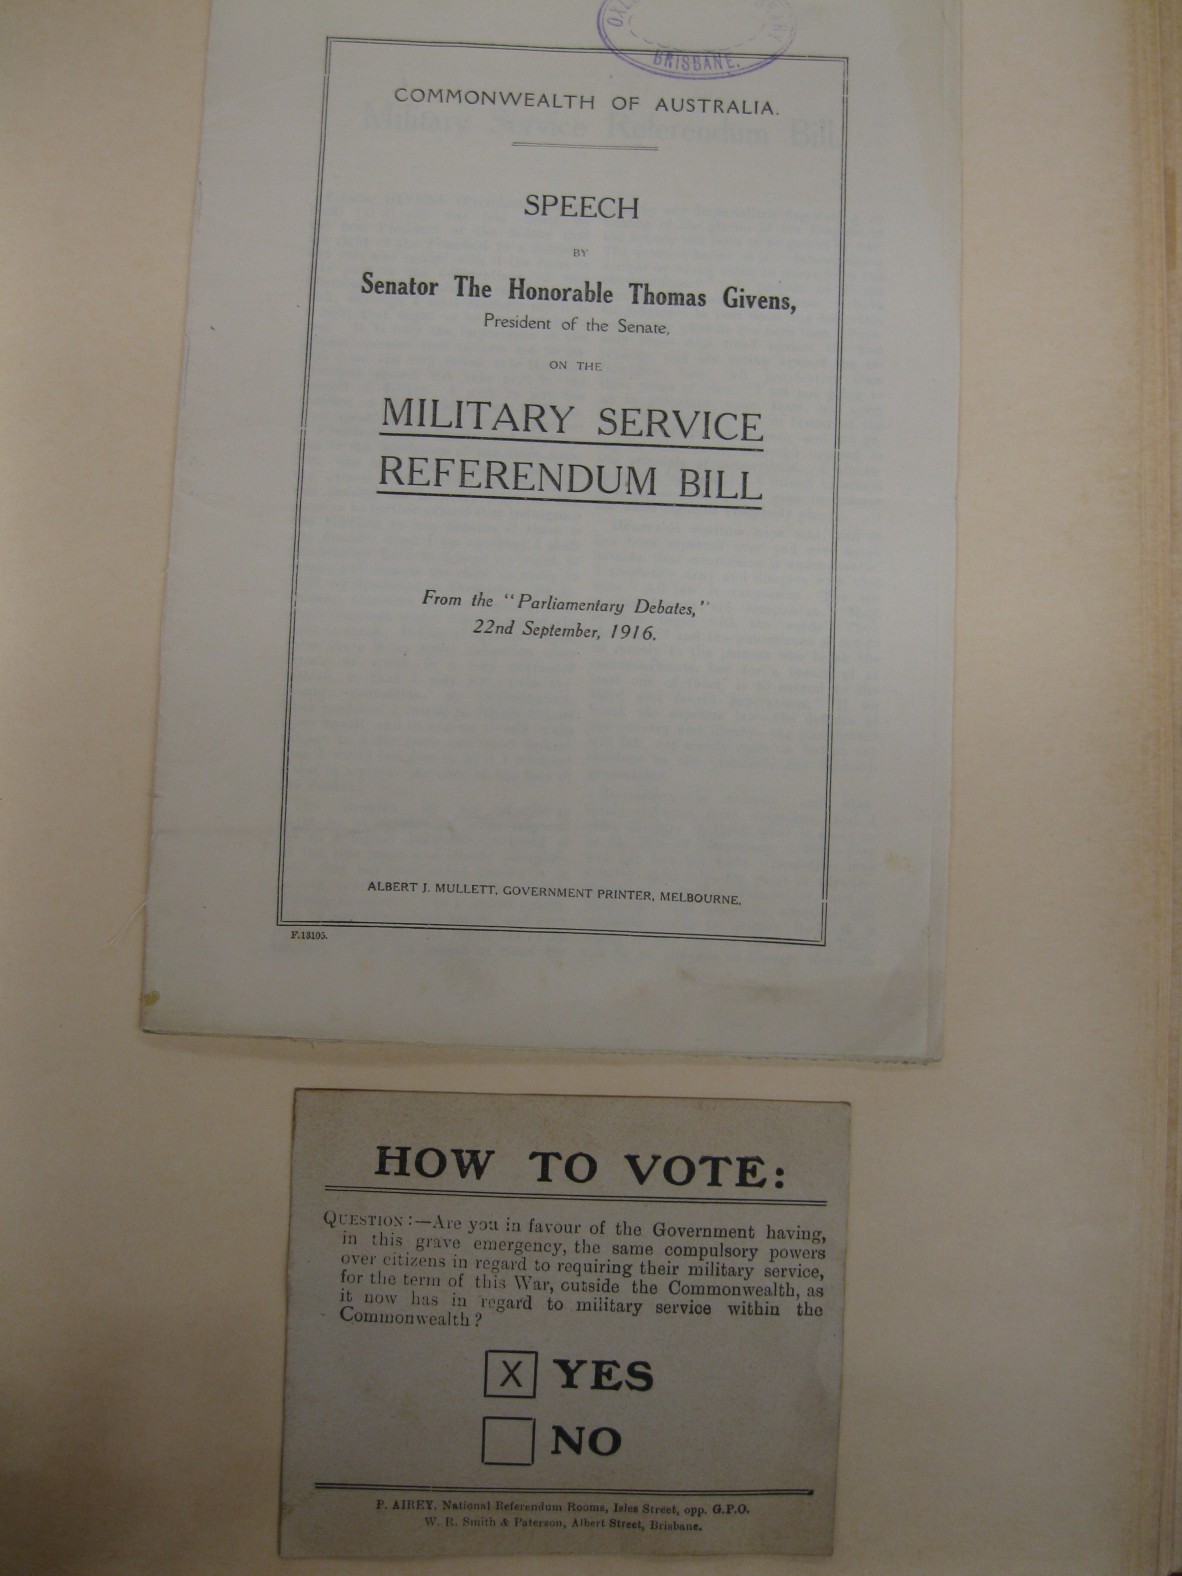 BRISBANE.
COMMONWEALTH OF AUSTRALIA.
SPEECH
BY
Senator The Honorable Thomas Givens,
President of the Senate,
ON THE
MILITARY SERVICE
REFERENDUM BILL
From the "Parliamentary Debates,"
22nd September, 1916.
ALBERT J. MULLETT, GOVERNMENT PRINTER, MELBOURNE.
F.13105.
HOW TO VOTE:
QUESTION:—Are you in favour of the Government having,
in this grave emergency, the same compulsory powers
over citizens in regard to requiring their military service,
for the term of this War, outside the Commonwealth, as
it now has in regard to military service within the
Commonwealth?
X YES
NO
P. AIREY, National Referendum Rooms, Isles Street, opp. G.P.O.
W. R. Smith & Paterson, Albert Street, Brisbane.